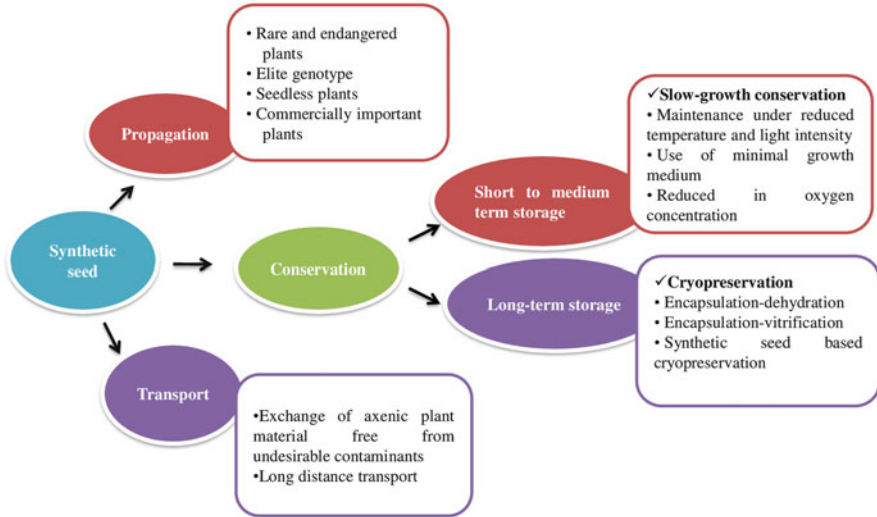 • Rare and endangered
plants
• Elite genotype
• Seedless plants
• Commercially important
plants
Propagation
✓Slow-growth conservation
• Maintenance under reduced
temperature and light intensity
• Use of minimal growth
medium
• Reduced in oxygen
concentration
Short to medium
term storage
Synthetic
seed
Conservation
Long-term storage
✓Cryopreservation
• Encapsulation-dehydration
• Encapsulation-vitrification
• Synthetic seed based
cryopreservation
Transport
•Exchange of axenic plant
material free from
undesirable contaminants
•Long distance transport